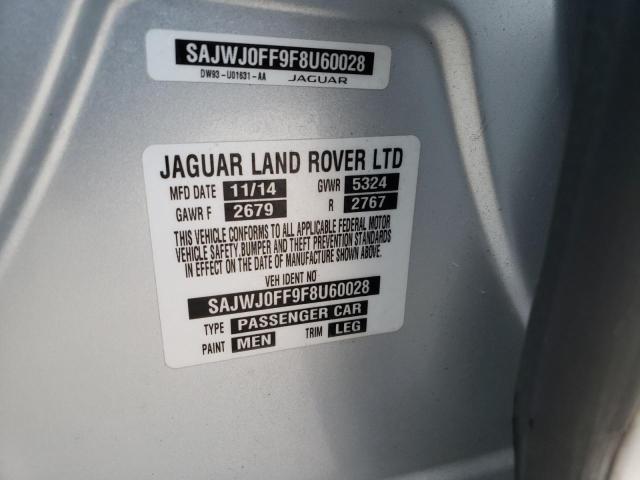 SAJWJ0FF9F8U60028
DW93-U01631-AA JAGUAR
JAGUAR LAND ROVER LTD
MFD DATE 11/14 GVWR 5324
GAWR F 2679 R 2767
THIS VEHICLE CONFORMS TO ALL APPLICABLE FEDERAL MOTOR
VEHICLE SAFETY, BUMPER AND THEFT PREVENTION STANDARDS
IN EFFECT ON THE DATE OF MANUFACTURE SHOWN ABOVE.
VEH IDENT NO
SAJWJ0FF9F8U60028
TYPE PASSENGER CAR
PAINT MEN TRIM LEG